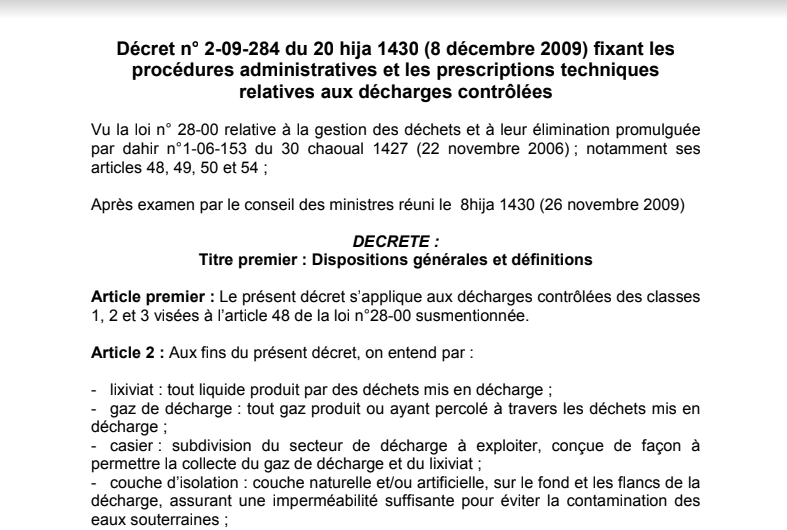 Décret n° 2-09-284 du 20 hija 1430 (8 décembre 2009) fixant les
procédures administratives et les prescriptions techniques
relatives aux décharges contrôlées
Vu la loi n° 28-00 relative à la gestion des déchets et à leur élimination promulguée
par dahir n°1-06-153 du 30 chaoual 1427 (22 novembre 2006) ; notamment ses
articles 48, 49, 50 et 54 ;
Après examen par le conseil des ministres réuni le 8hija 1430 (26 novembre 2009)
DECRETE :
Titre premier : Dispositions générales et définitions
Article premier : Le présent décret s’applique aux décharges contrôlées des classes
1, 2 et 3 visées à l’article 48 de la loi n°28-00 susmentionnée.
Article 2 : Aux fins du présent décret, on entend par :
- lixiviat : tout liquide produit par des déchets mis en décharge ;
- gaz de décharge : tout gaz produit ou ayant percolé à travers les déchets mis en
décharge ;
- casier : subdivision du secteur de décharge à exploiter, conçue de façon à
permettre la collecte du gaz de décharge et du lixiviat ;
- couche d’isolation : couche naturelle et/ou artificielle, sur le fond et les flancs de la
décharge, assurant une imperméabilité suffisante pour éviter la contamination des
eaux souterraines ;